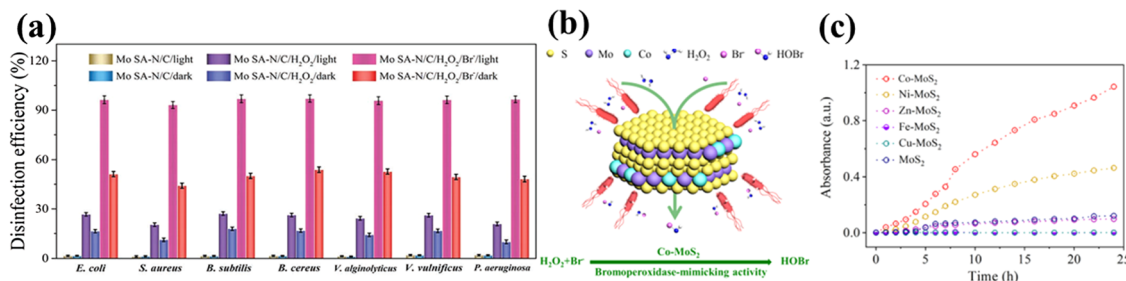 (a)
Disinfection efficiency (%)
120
90
60
30
0
Mo SA-N/C/light
Mo SA-N/C/dark
Mo SA-N/C/H₂O₂/light
Mo SA-N/C/H₂O₂/dark
Mo SA-N/C/H₂O₂/Br⁻/light
Mo SA-N/C/H₂O₂/Br⁻/dark
E. coli
S. aureus
B. subtilis
B. cereus
V. alginolyticus
V. vulnificus
P. aeruginosa
(b)
S Mo Co H₂O₂ Br⁻ HOBr
Co-MoS₂
H₂O₂+Br⁻ HOBr
Bromoperoxidase-mimicking activity
(c)
Absorbance (a.u.)
1.2
0.8
0.4
0.0
Co-MoS₂
Ni-MoS₂
Zn-MoS₂
Fe-MoS₂
Cu-MoS₂
MoS₂
0 5 10 15 20 25
Time (h)